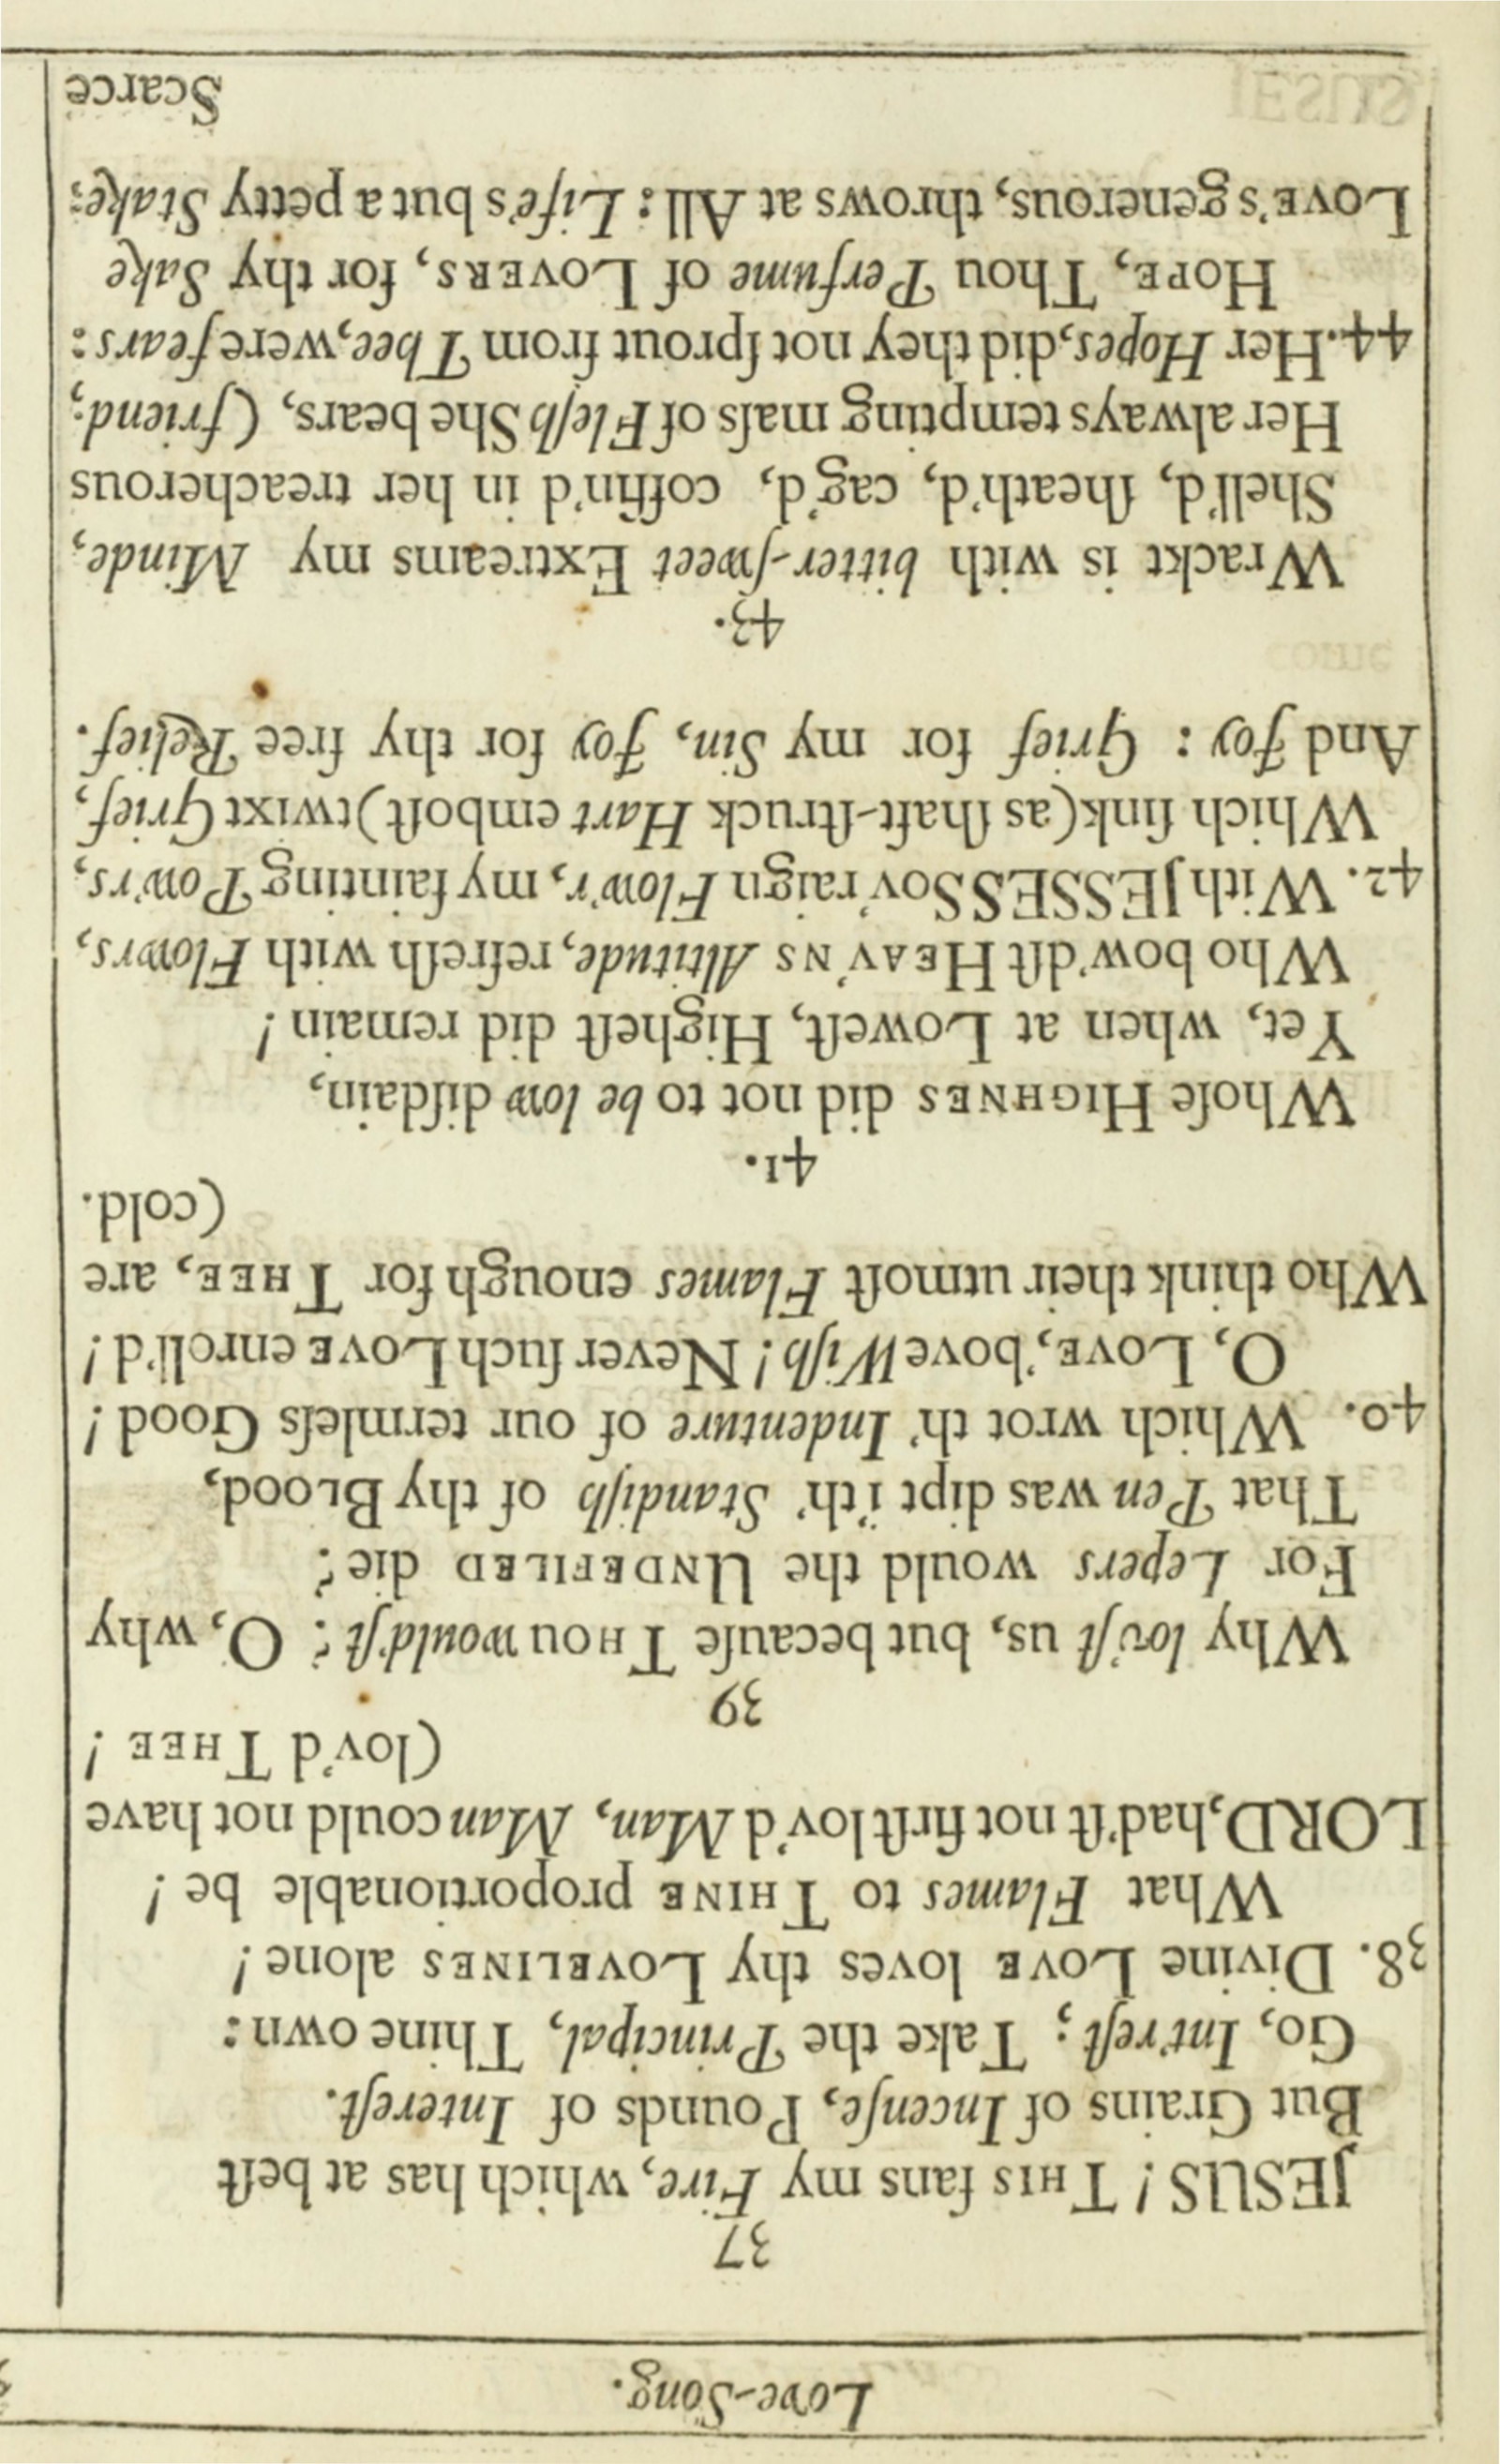 Love-Song.
37
JESUS! THIS fans my Fire, which has at beſt
But Grains of Incenſe, Pounds of Intereſt.
Go, Int'reſt; Take the Principal, Thine own:
38. Divine LOVE loves thy LOVELINES alone!
What Flames to THINE proportionable be!
LORD, had'ſt not firſt lov'd Man, Man could not have
(lov'd THEE!
39
Why lov'ſt us, but becauſe THOU would'ſt? O, why
For Lepers would the UNDEFILED die?
That Pen was dipt i'th' Standiſh of thy BLOOD,
40. Which wrot th' Indenture of our termleſs Good!
O, LOVE, 'bove Wiſh! Never ſuch LOVE enroll'd!
Who think their utmoſt Flames enough for THEE, are
(cold.
41.
Whoſe HIGHNES did not to be low diſdain,
Yet, when at Loweſt, Higheſt did remain!
Who bow'dſt HEAV'NS Altitude, refreſh with Flowrs,
42. With JESSES Sov'raign Flow'r, my fainting Pow'rs,
Which ſink (as ſhaft-ſtruck Hart emboſt) twixt Grief,
And Joy: Grief for my Sin, Joy for thy free Relief.
43.
Wrackt is with bitter-ſweet Extreams my Minde,
Shell'd, ſheath'd, cag'd, coffin'd in her treacherous
Her always tempting maſs of Fleſh She bears, (friend;
44. Her Hopes, did they not ſprout from Thee, were fears:
HOPE, Thou Perfume of LOVERS, for thy Sake
LOVE's generous, throws at All: Life's but a petty Stake;
Scarce